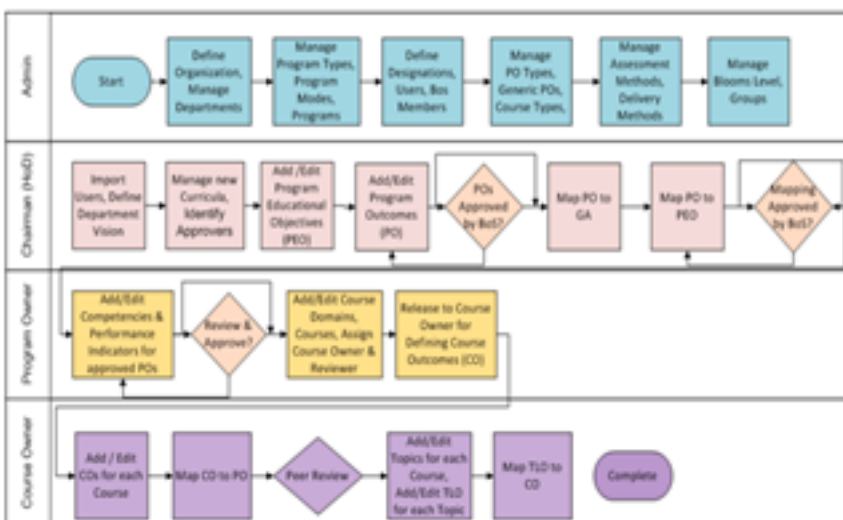 Admin
Start
Define
Organization,
Manage
Departments
Manage
Program Types,
Program
Modes,
Programs
Define
Designations,
Users, Bos
Members
Manage
PO Types,
Generic POs,
Course Types,
Manage
Assessment
Methods,
Delivery
Methods
Manage
Blooms Level,
Groups
Chairman (HoD)
Import
Users, Define
Department
Vision
Manage new
Curricula,
Identify
Approvers
Add /Edit
Program
Educational
Objectives
(PEO)
Add/Edit
Program
Outcomes
(PO)
POs
Approved
by BoS?
Map PO to
GA
Map PO to
PEO
Mapping
Approved
by BoS?
Program Owner
Add/Edit
Competencies &
Performance
Indicators for
approved POs
Review &
Approve?
Add/Edit Course
Domains,
Courses, Assign
Course Owner &
Reviewer
Release to Course
Owner for
Defining Course
Outcomes (CO)
Course Owner
Add / Edit
COs for each
Course
Map CO to PO
Peer Review
Add/Edit
Topics for each
Course,
Add/Edit TLO
for each Topic
Map TLO to
CO
Complete